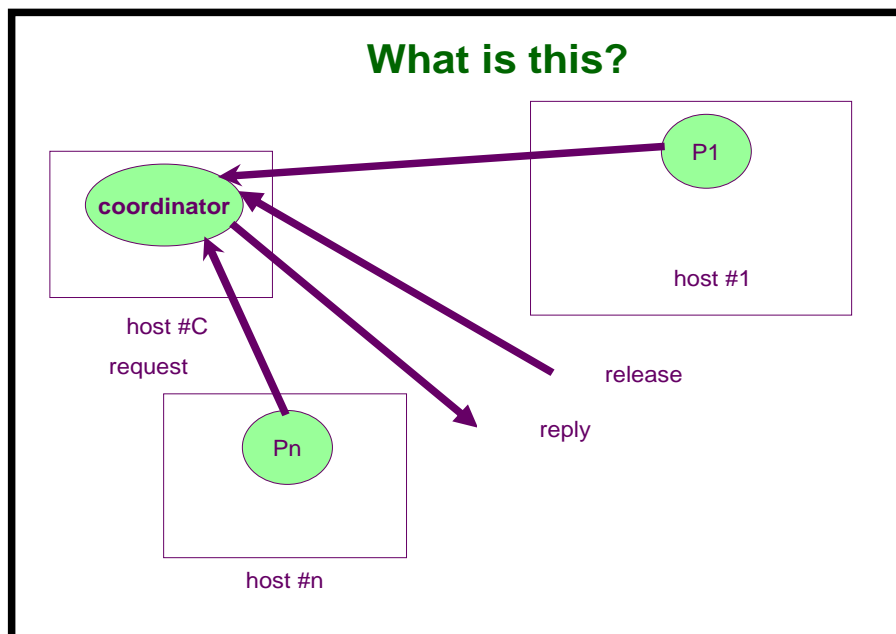 What is this?
P1
coordinator
host #1
host #C
request
release
reply
Pn
host #n